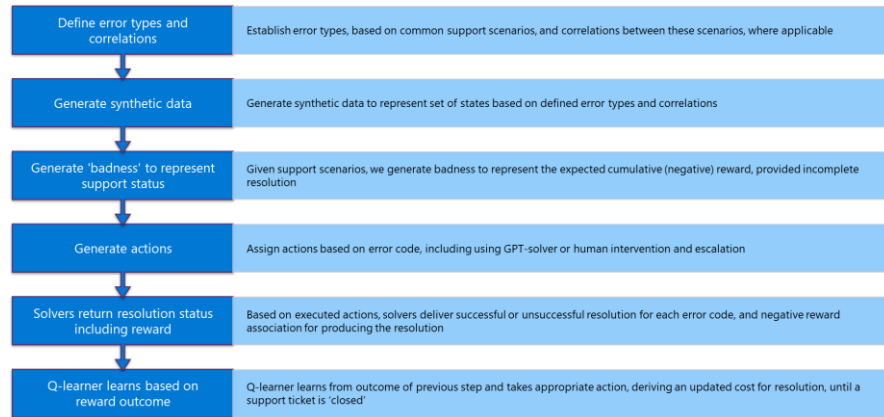 Define error types and
correlations
Establish error types, based on common support scenarios, and correlations between these scenarios, where applicable
Generate synthetic data
Generate synthetic data to represent set of states based on defined error types and correlations
Generate 'badness' to represent
support status
Given support scenarios, we generate badness to represent the expected cumulative (negative) reward, provided incomplete
resolution
Generate actions
Assign actions based on error code, including using GPT-solver or human intervention and escalation
Solvers return resolution status
including reward
Based on executed actions, solvers deliver successful or unsuccessful resolution for each error code, and negative reward
association for producing the resolution
Q-learner learns based on
reward outcome
Q-learner learns from outcome of previous step and takes appropriate action, deriving an updated cost for resolution, until a
support ticket is 'closed'